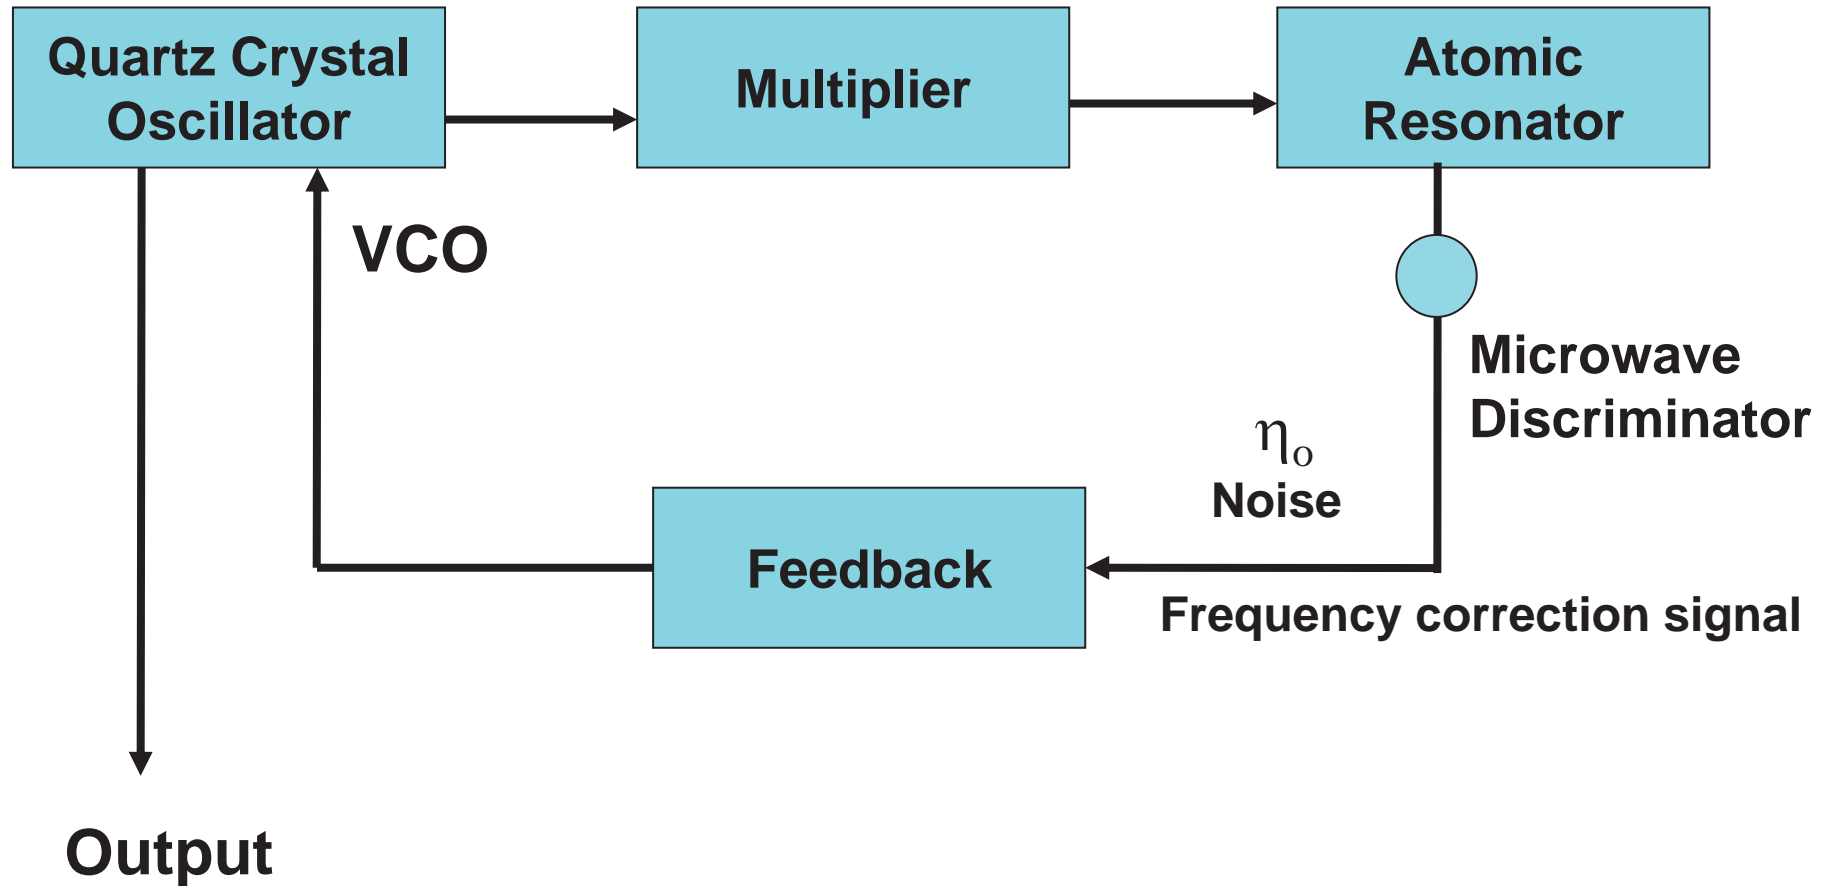 Quartz Crystal
Oscillator
Multiplier
Atomic
Resonator
VCO
Microwave
Discriminator
ηo
Noise
Feedback
Frequency correction signal
Output